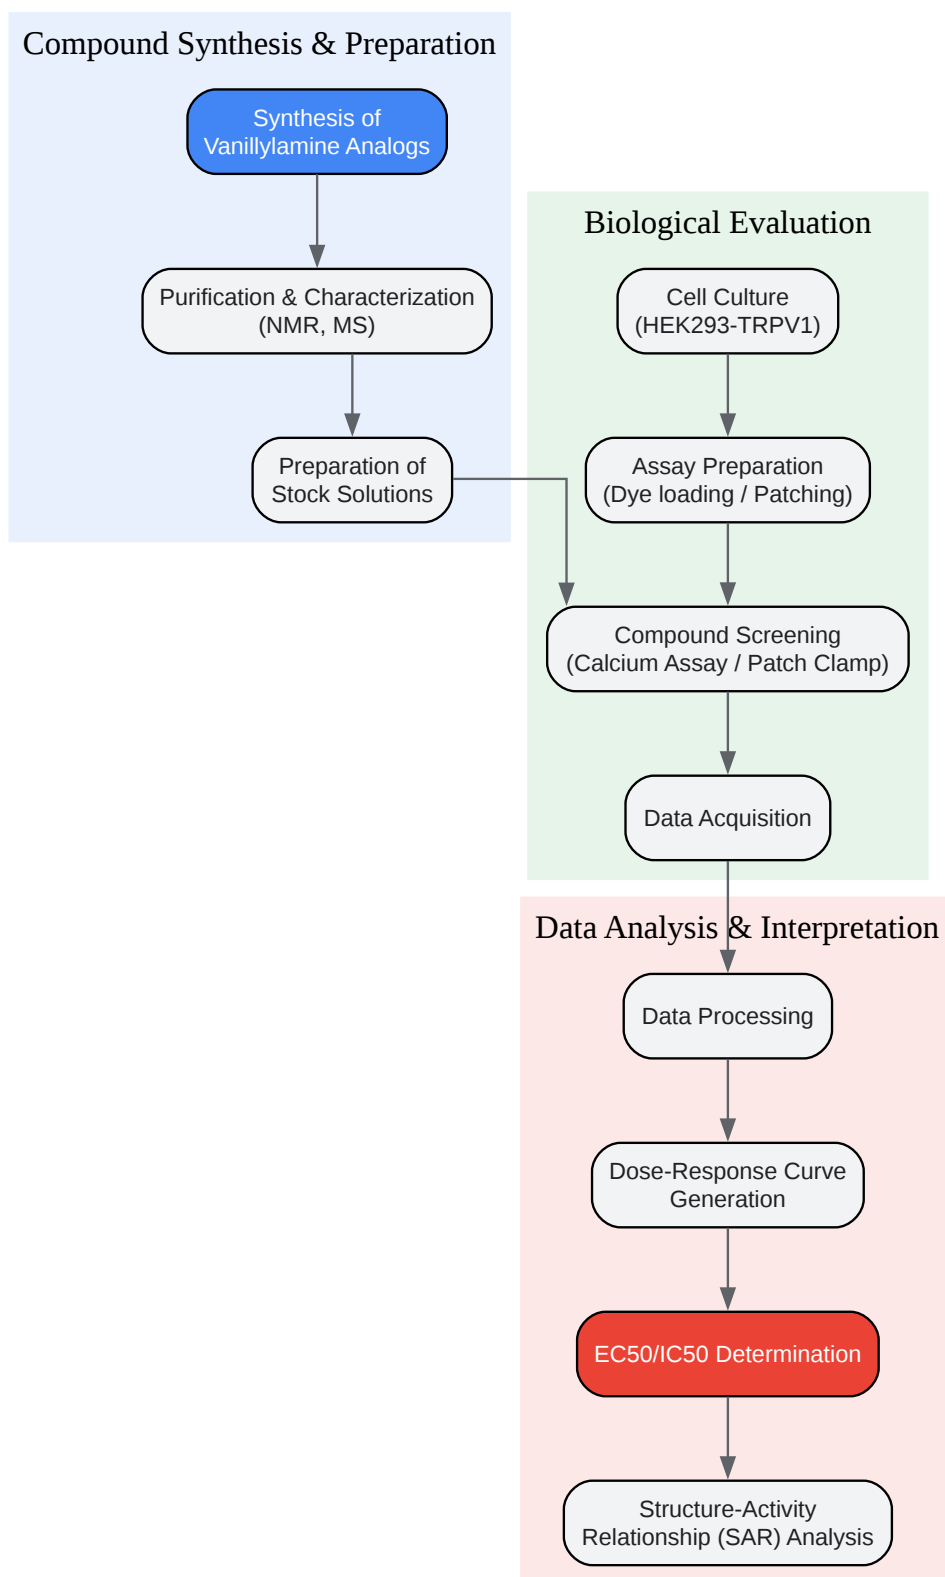 Compound Synthesis & Preparation
Synthesis of
Vanillylamine Analogs
Purification & Characterization
(NMR, MS)
Preparation of
Stock Solutions
Biological Evaluation
Cell Culture
(HEK293-TRPV1)
Assay Preparation
(Dye loading / Patching)
Compound Screening
(Calcium Assay / Patch Clamp)
Data Acquisition
Data Analysis & Interpretation
Data Processing
Dose-Response Curve
Generation
EC50/IC50 Determination
Structure-Activity
Relationship (SAR) Analysis